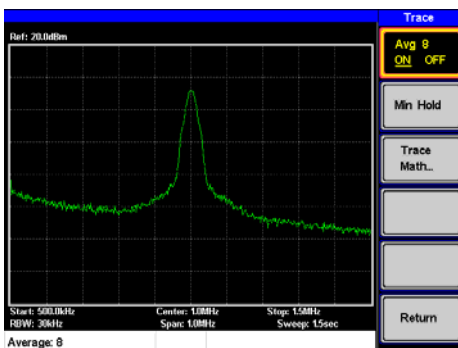 Trace
Ref: 20.0dBm
Avg 8
ON OFF
Min Hold
Trace
Math...
Start: 500.0kHz
Center: 1.0MHz
Stop: 1.5MHz
RBW: 30kHz
Span: 1.0MHz
Sweep: 1.5sec
Return
Average: 8